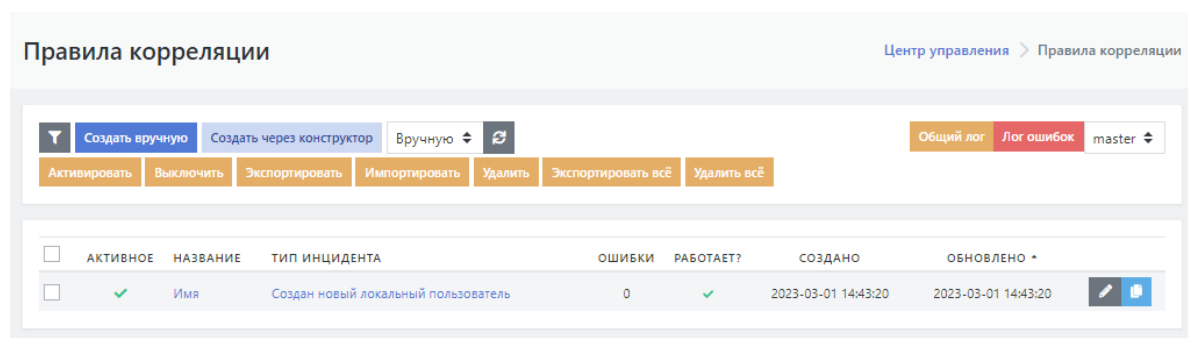 Правила корреляции
Центр управления > Правила корреляции
Создать вручную Создать через конструктор Вручную Общий лог Лог ошибок master
Активировать Выключить Экспортировать Импортировать Удалить Экспортировать всё Удалить всё
АКТИВНОЕ НАЗВАНИЕ ТИП ИНЦИДЕНТА ОШИБКИ РАБОТАЕТ? СОЗДАНО ОБНОВЛЕНО
Имя Создан новый локальный пользователь 0 2023-03-01 14:43:20 2023-03-01 14:43:20